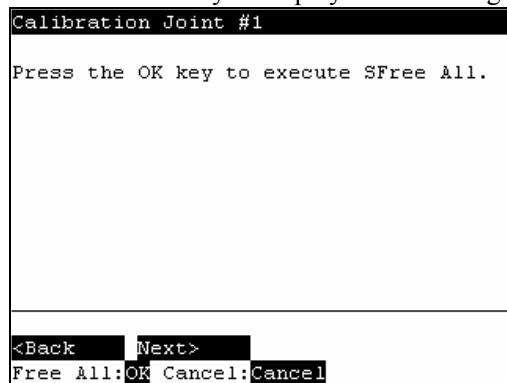 Calibration Joint #1
Press the OK key to execute SFree All.
<Back Next>
Free All:OK Cancel:Cancel